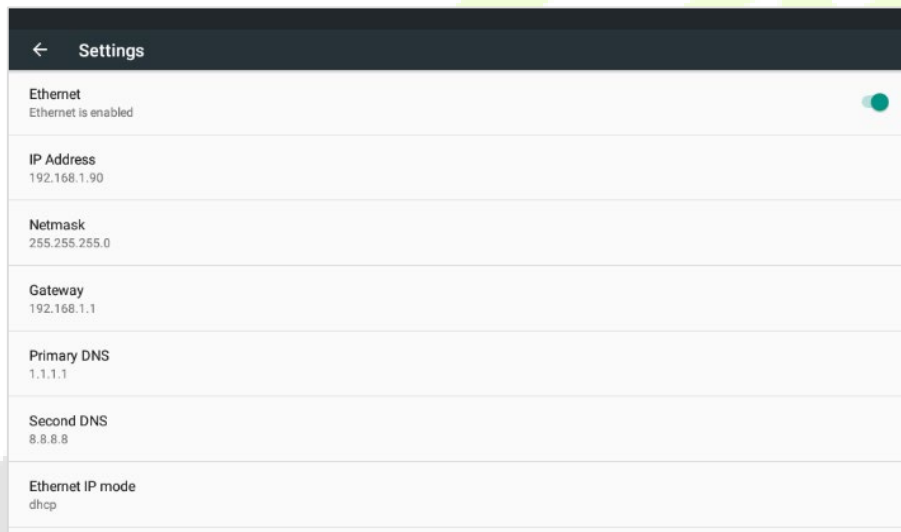 Settings
Ethernet
Ethernet is enabled
IP Address
192.168.1.90
Netmask
255.255.255.0
Gateway
192.168.1.1
Primary DNS
1.1.1.1
Second DNS
8.8.8.8
Ethernet IP mode
dhcp